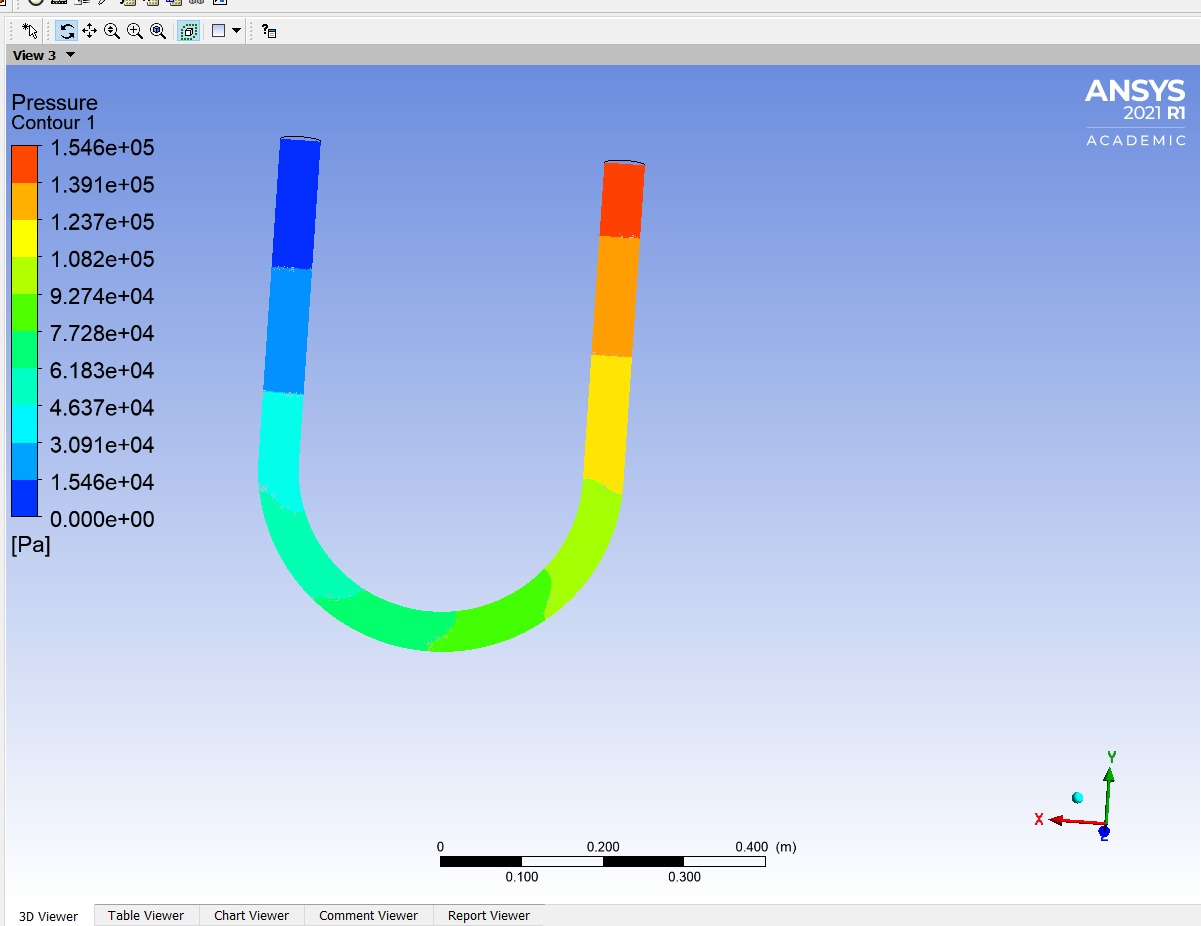 View 3
Pressure
Contour 1
1.546e+05
1.391e+05
1.237e+05
1.082e+05
9.274e+04
7.728e+04
6.183e+04
4.637e+04
3.091e+04
1.546e+04
0.000e+00
[Pa]
ANSYS
2021 R1
ACADEMIC
Y
X
Z
0 0.200 0.400 (m)
0.100 0.300
3D Viewer Table Viewer Chart Viewer Comment Viewer Report Viewer